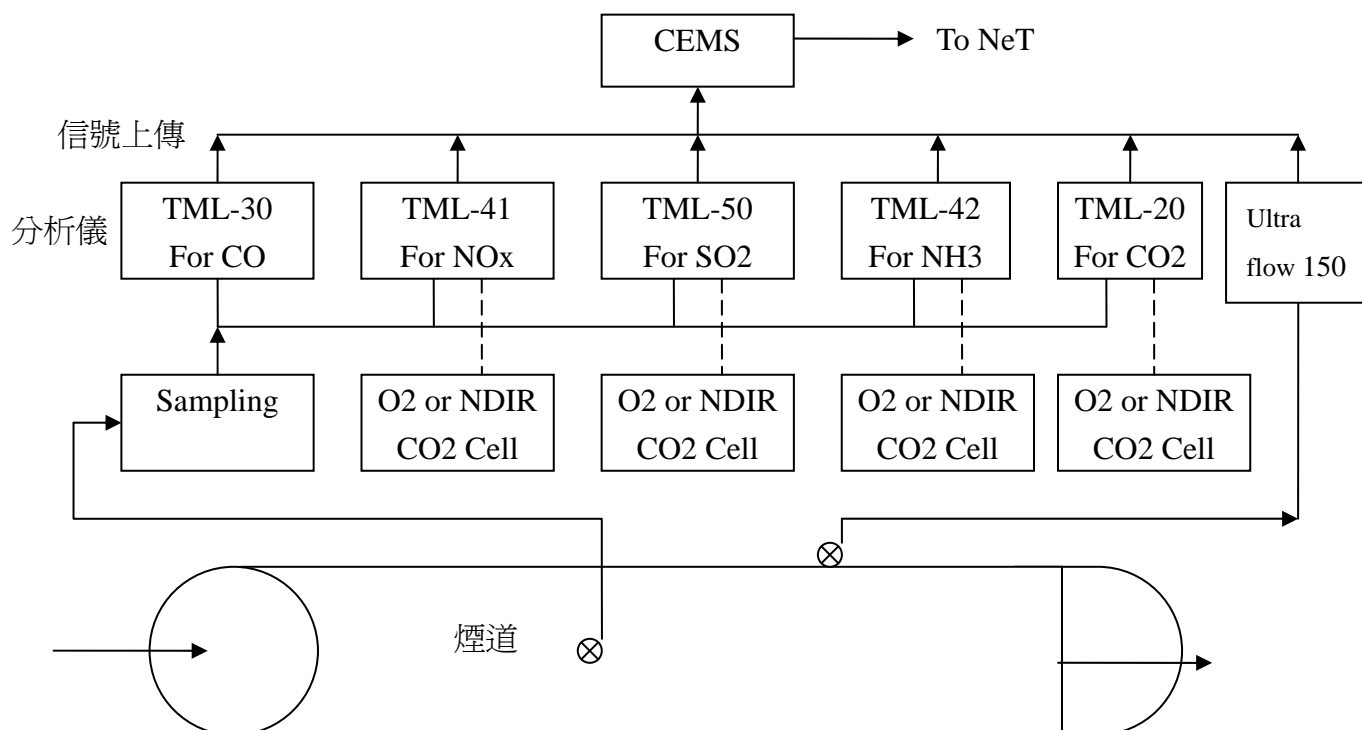 CEMS
To NeT
信號上傳
分析儀
TML-30
For CO
TML-41
For NOx
TML-50
For SO2
TML-42
For NH3
TML-20
For CO2
Ultra
flow 150
Sampling
O2 or NDIR
CO2 Cell
O2 or NDIR
CO2 Cell
O2 or NDIR
CO2 Cell
O2 or NDIR
CO2 Cell
煙道